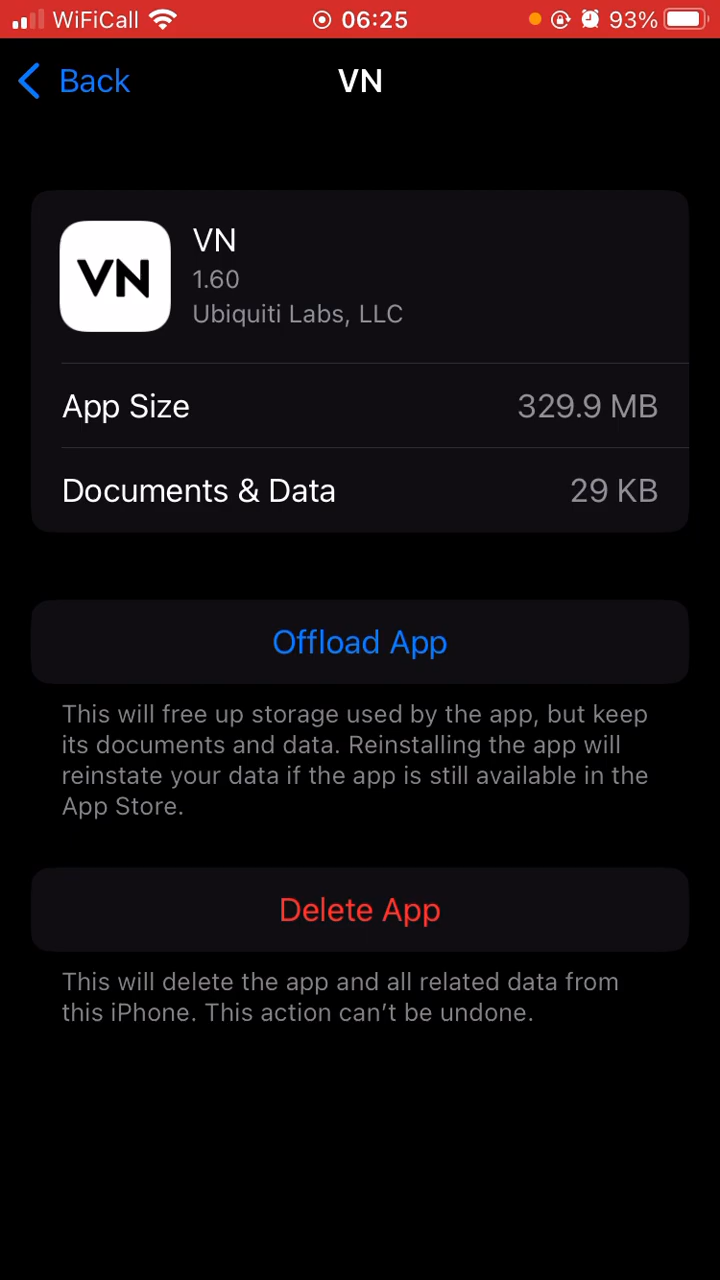 WiFiCall 06:25 93%
Back VN
VN
VN
1.60
Ubiquiti Labs, LLC
App Size 329.9 MB
Documents & Data 29 KB
Offload App
This will free up storage used by the app, but keep
its documents and data. Reinstalling the app will
reinstate your data if the app is still available in the
App Store.
Delete App
This will delete the app and all related data from
this iPhone. This action can’t be undone.